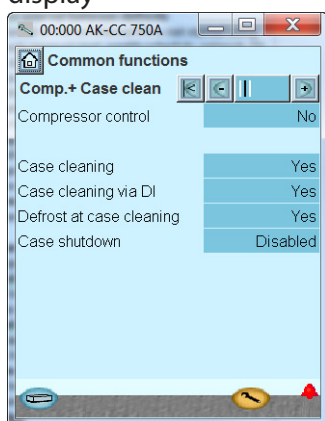 display
00:000 AK-CC 750A
Common functions
Comp.+ Case clean
Compressor control No
Case cleaning Yes
Case cleaning via DI Yes
Defrost at case cleaning Yes
Case shutdown Disabled